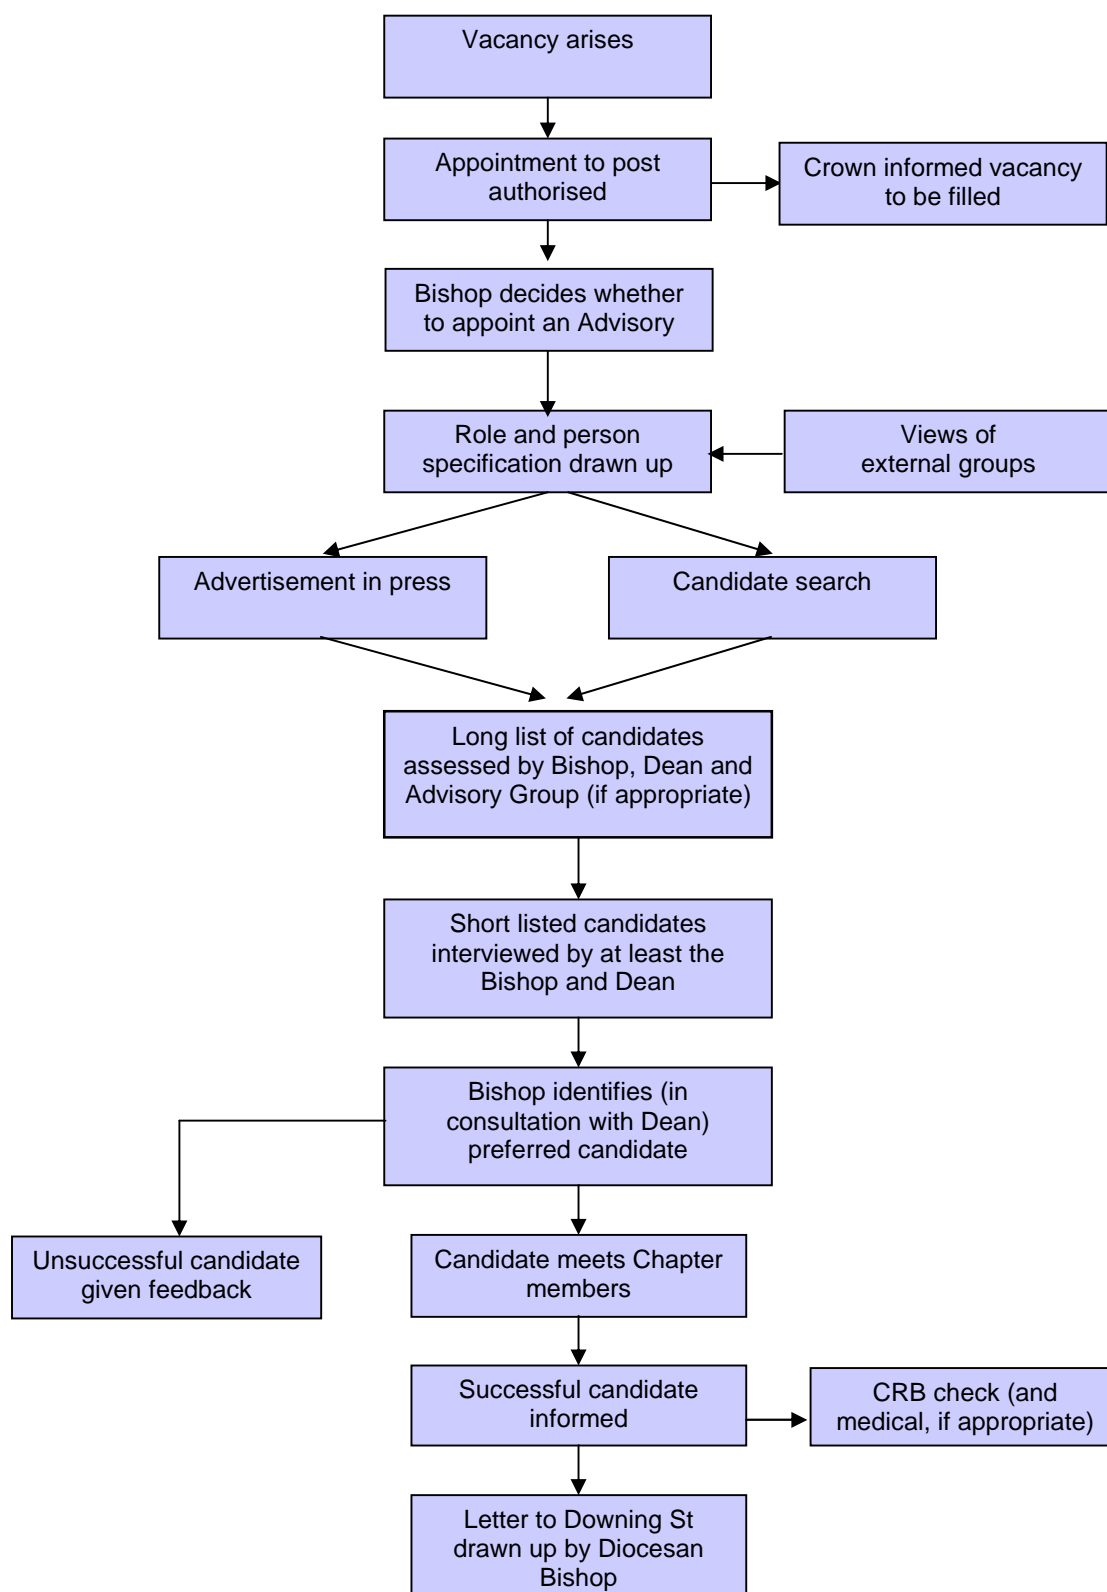 Vacancy arises
Appointment to post
authorised
Crown informed vacancy
to be filled
Bishop decides whether
to appoint an Advisory
Role and person
specification drawn up
Views of
external groups
Advertisement in press
Candidate search
Long list of candidates
assessed by Bishop, Dean and
Advisory Group (if appropriate)
Short listed candidates
interviewed by at least the
Bishop and Dean
Bishop identifies (in
consultation with Dean)
preferred candidate
Unsuccessful candidate
given feedback
Candidate meets Chapter
members
Successful candidate
informed
CRB check (and
medical, if appropriate)
Letter to Downing St
drawn up by Diocesan
Bishop